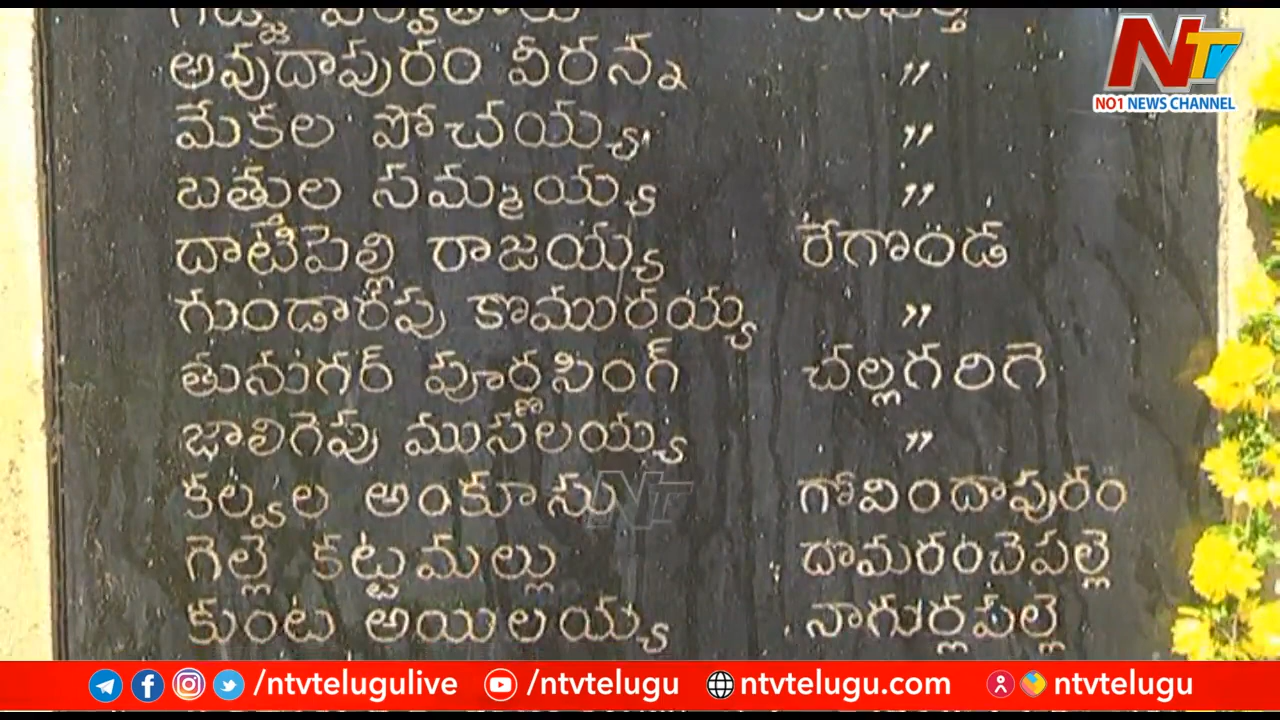 అవుదాపురం వీరన్న "
మేకల పోచయ్య "
బత్తుల సమ్మయ్య "
దాటిపెల్లి రాజయ్య రేగొండ
గుండారపు కొమురయ్య "
తునుగర్ పూర్ణసింగ్ చల్లగరిగె
జాలిగెపు ముసలయ్య "
కల్వల అంకూసు గోవిందాపురం
గెల్లె కట్టమల్లు దామరంచెపల్లె
కుంట అయిలయ్య నాగుర్లపల్లె
NTV
NO1 NEWS CHANNEL
NT
/ntvtelugulive /ntvtelugu ntvtelugu.com ntvtelugu